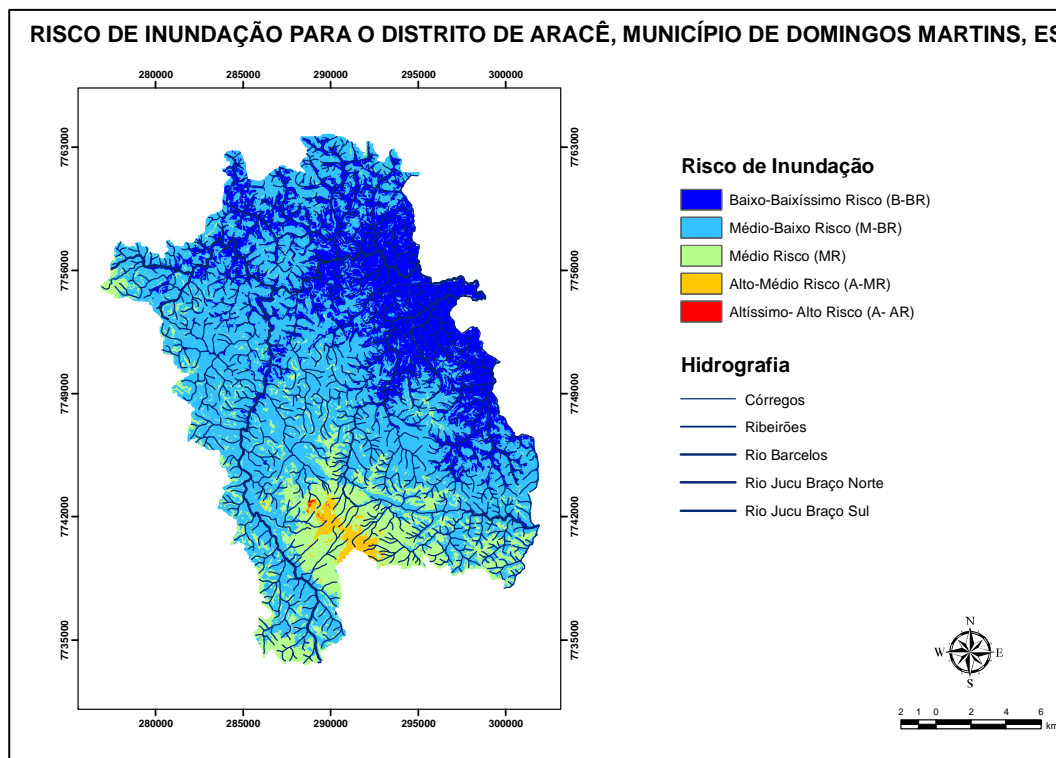 RISCO DE INUNDAÇÃO PARA O DISTRITO DE ARACÊ, MUNICÍPIO DE DOMINGOS MARTINS, ES
280000 285000 290000 295000 300000
7763000 7763000
7756000 7756000
7749000 7749000
7742000 7742000
7735000 7735000
280000 285000 290000 295000 300000
Risco de Inundação
Baixo-Baixíssimo Risco (B-BR)
Médio-Baixo Risco (M-BR)
Médio Risco (MR)
Alto-Médio Risco (A-MR)
Altíssimo- Alto Risco (A- AR)
Hidrografia
Córregos
Ribeirões
Rio Barcelos
Rio Jucu Braço Norte
Rio Jucu Braço Sul
N
W E
S
2 1 0 2 4 6
km